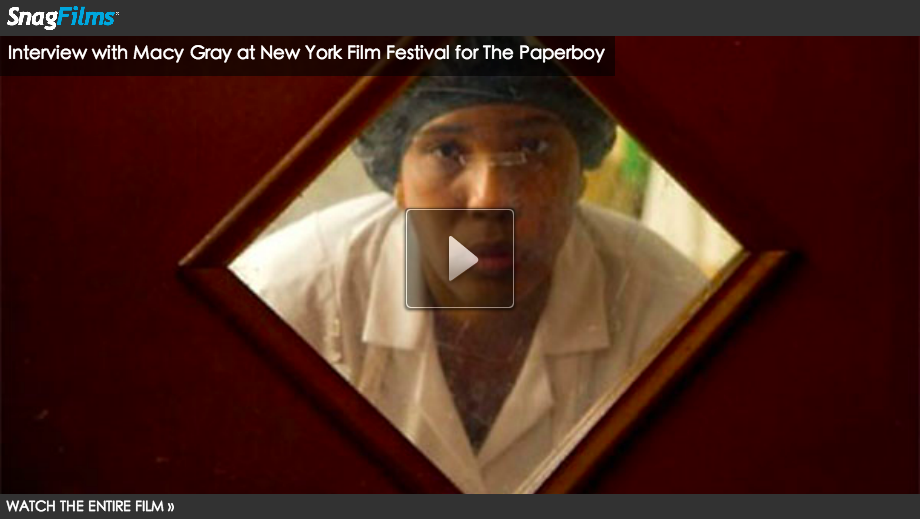 SnagFilms
Interview with Macy Gray at New York Film Festival for The Paperboy
WATCH THE ENTIRE FILM »